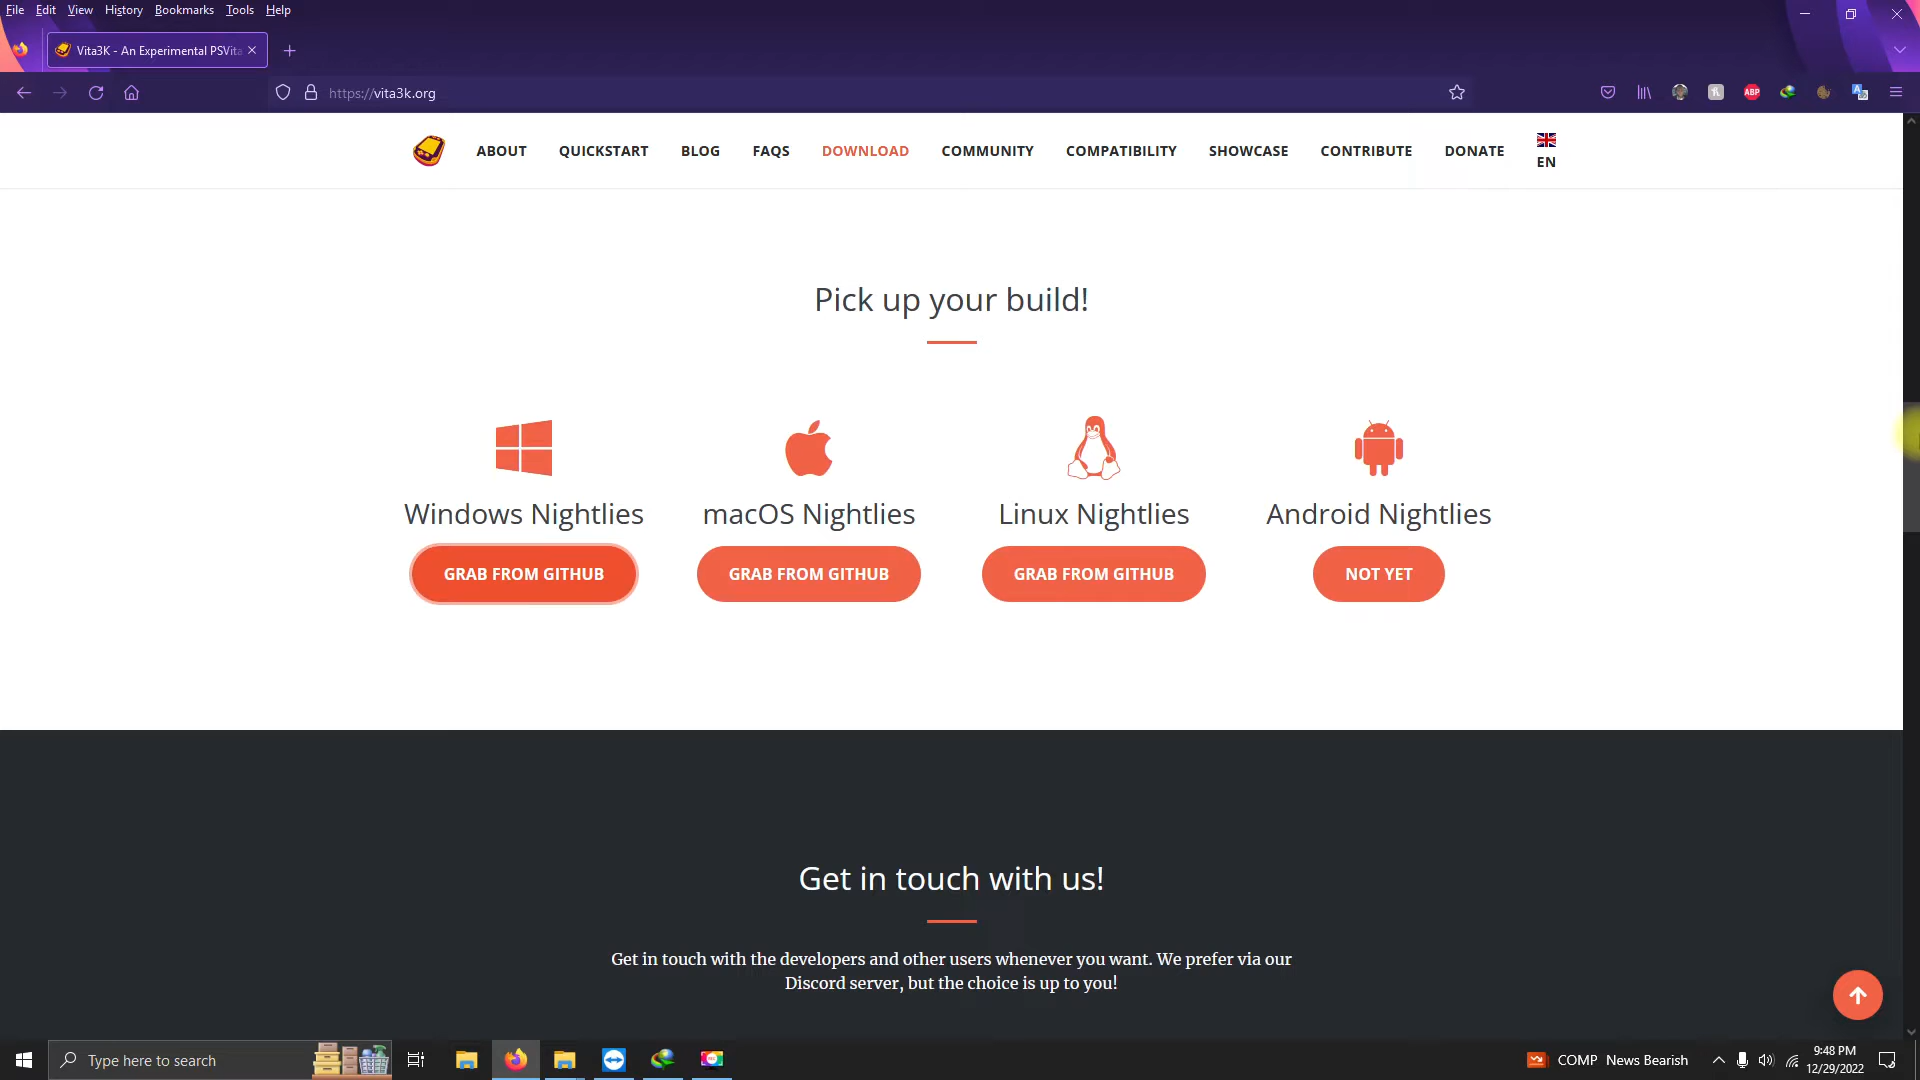 File Edit View History Bookmarks Tools Help
Vita3K - An Experimental PSVita
https://vita3k.org
ABP
ABOUT QUICKSTART BLOG FAQS DOWNLOAD COMMUNITY COMPATIBILITY SHOWCASE CONTRIBUTE DONATE EN
Pick up your build!
Windows Nightlies macOS Nightlies Linux Nightlies Android Nightlies
GRAB FROM GITHUB GRAB FROM GITHUB GRAB FROM GITHUB NOT YET
Get in touch with us!
Get in touch with the developers and other users whenever you want. We prefer via our
Discord server, but the choice is up to you!
Type here to search
COMP News Bearish
9:48 PM
12/29/2022